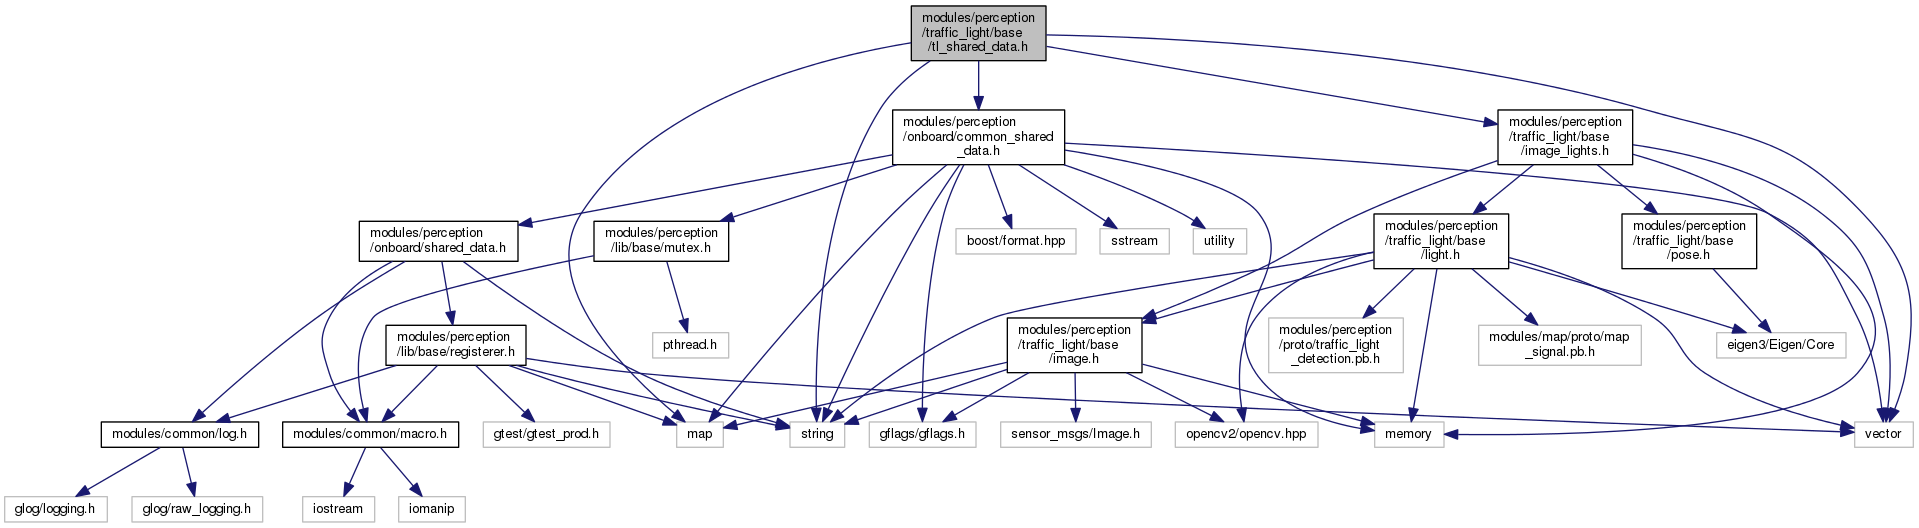 modules/perception
/traffic_light/base
/tl_shared_data.h
modules/perception
/onboard/common_shared
_data.h
modules/perception
/traffic_light/base
/image_lights.h
modules/perception
/onboard/shared_data.h
modules/perception
/lib/base/mutex.h
boost/format.hpp
sstream
utility
modules/perception
/traffic_light/base
/light.h
modules/perception
/traffic_light/base
/pose.h
modules/perception
/lib/base/registerer.h
pthread.h
modules/perception
/traffic_light/base
/image.h
modules/perception
/proto/traffic_light
_detection.pb.h
modules/map/proto/map
_signal.pb.h
eigen3/Eigen/Core
modules/common/log.h
modules/common/macro.h
gtest/gtest_prod.h
map
string
gflags/gflags.h
sensor_msgs/Image.h
opencv2/opencv.hpp
memory
vector
glog/logging.h
glog/raw_logging.h
iostream
iomanip